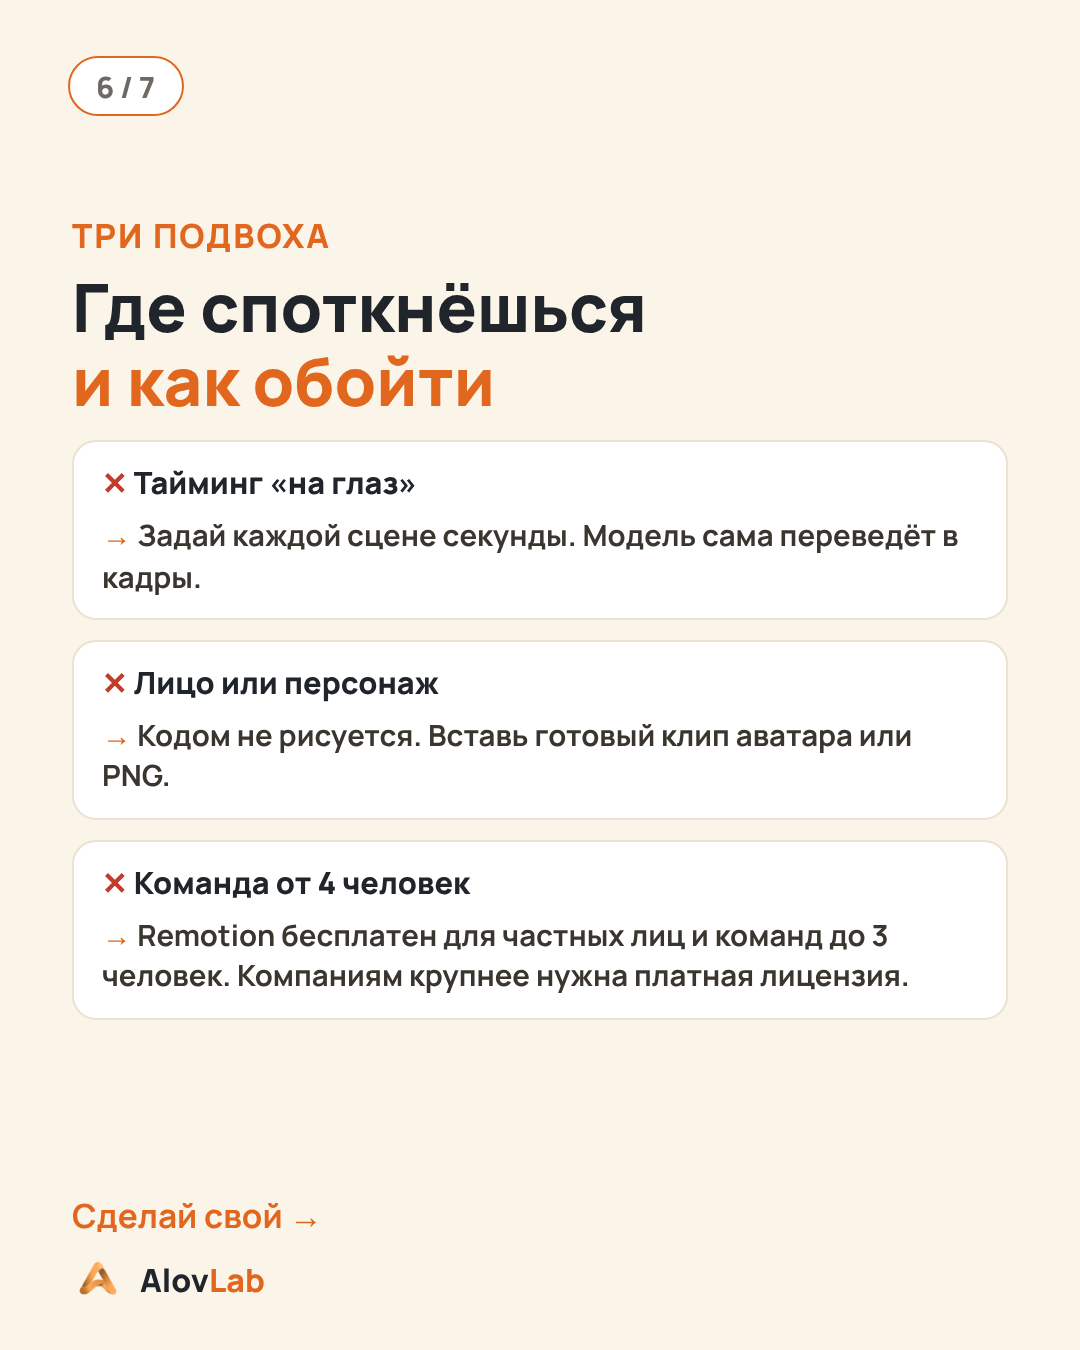 6 / 7
ТРИ ПОДВОХА
Где споткнёшься
и как обойти
✕ Тайминг «на глаз»
→ Задай каждой сцене секунды. Модель сама переведёт в
кадры.
✕ Лицо или персонаж
→ Кодом не рисуется. Вставь готовый клип аватара или
PNG.
✕ Команда от 4 человек
→ Remotion бесплатен для частных лиц и команд до 3
человек. Компаниям крупнее нужна платная лицензия.
Сделай свой →
AlovLab